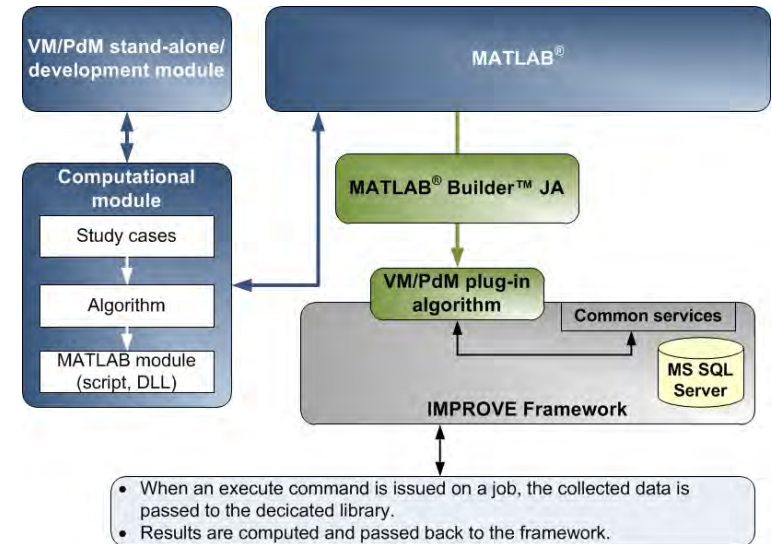 VM/PdM stand-alone/
development module
MATLAB®
Computational
module
Study cases
Algorithm
MATLAB module
(script, DLL)
MATLAB® Builder™ JA
VM/PdM plug-in
algorithm
Common services
MS SQL
Server
IMPROVE Framework
• When an execute command is issued on a job, the collected data is
passed to the decicated library.
• Results are computed and passed back to the framework.